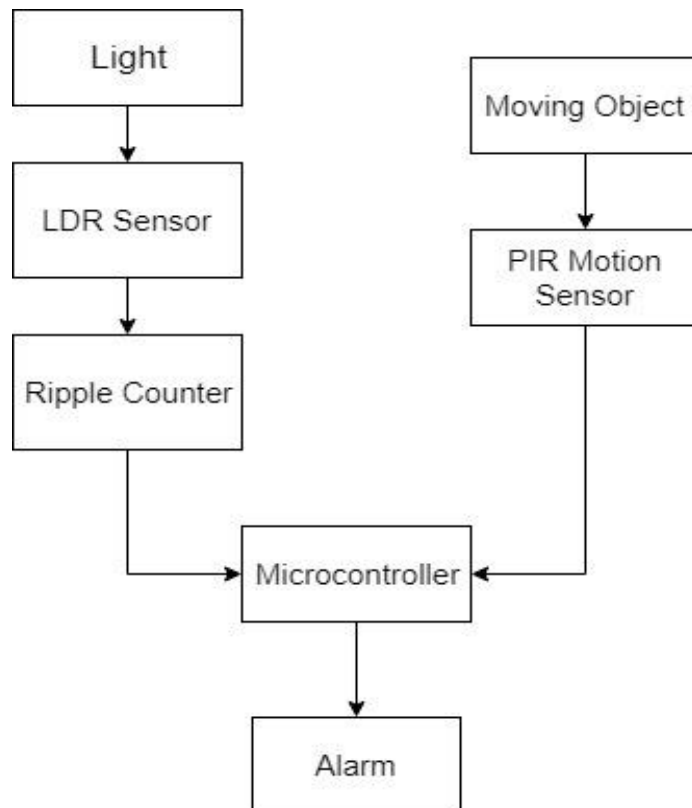 Light
Moving Object
LDR Sensor
PIR Motion
Sensor
Ripple Counter
Microcontroller
Alarm